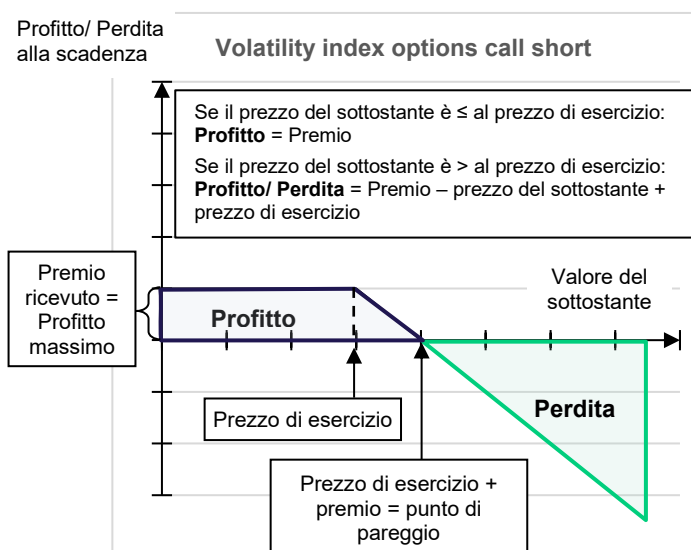 Profitto/ Perdita
alla scadenza
Volatility index options call short
Se il prezzo del sottostante è ≤ al prezzo di esercizio:
Profitto = Premio
Se il prezzo del sottostante è > al prezzo di esercizio:
Profitto/ Perdita = Premio – prezzo del sottostante +
prezzo di esercizio
Premio
ricevuto =
Profitto
massimo
Profitto
Valore del
sottostante
Prezzo di esercizio
Perdita
Prezzo di esercizio +
premio = punto di
pareggio